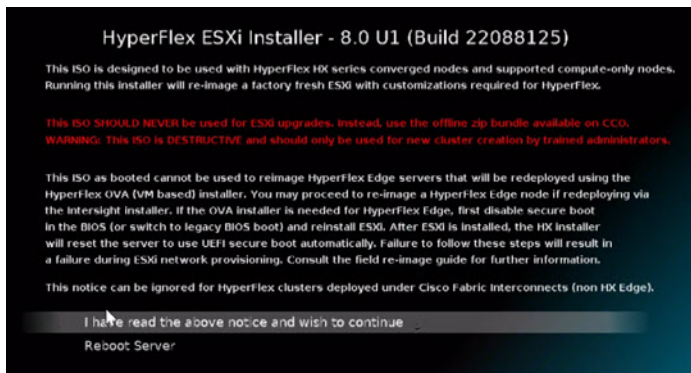 HyperFlex ESXi Installer - 8.0 U1 (Build 22088125)
This ISO is designed to be used with HyperFlex HX series converged nodes and supported compute-only nodes.
Running this installer will re-image a factory fresh ESXi with customizations required for HyperFlex.
This ISO SHOULD NEVER be used for ESXi upgrades. Instead, use the offline zip bundle available on CCO.
WARNING: This ISO is DESTRUCTIVE and should only be used for new cluster creation by trained administrators.
This ISO as booted cannot be used to reimage HyperFlex Edge servers that will be redeployed using the
HyperFlex OVA (VM based) installer. You may proceed to re-image a HyperFlex Edge node if redeploying via
the Intersight installer. If the OVA installer is needed for HyperFlex Edge, first disable secure boot
in the BIOS (or switch to legacy BIOS boot) and reinstall ESXi. After ESXi is installed, the HX installer
will reset the server to use UEFI secure boot automatically. Failure to follow these steps will result in
a failure during ESXi network provisioning. Consult the field re-image guide for further information.
This notice can be ignored for HyperFlex clusters deployed under Cisco Fabric Interconnects (non HX Edge).
I have read the above notice and wish to continue
Reboot Server